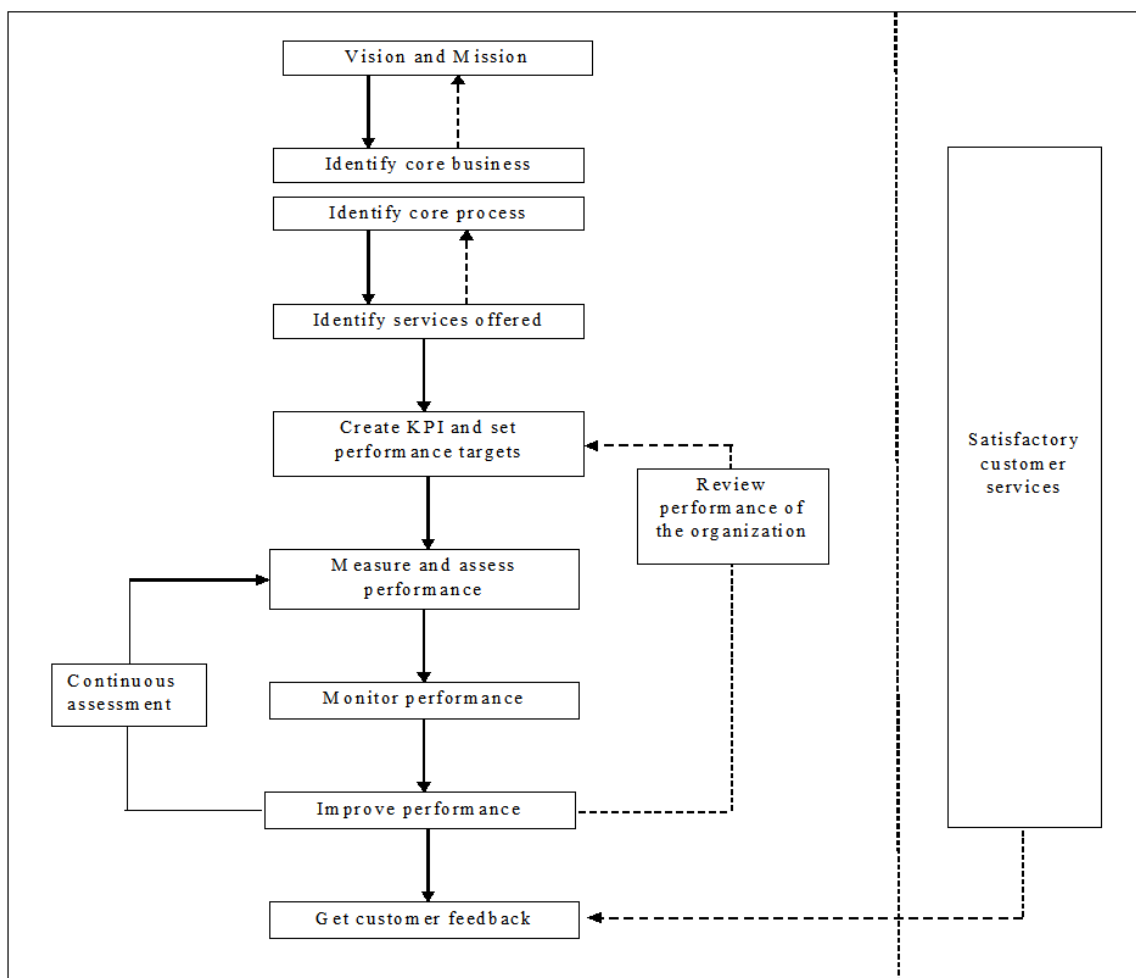 Vision and Mission
Identify core business
Identify core process
Identify services offered
Create KPI and set
performance targets
Review
performance of
the organization
Measure and assess
performance
Continuous
assessment
Monitor performance
Improve performance
Get customer feedback
Satisfactory
customer
services